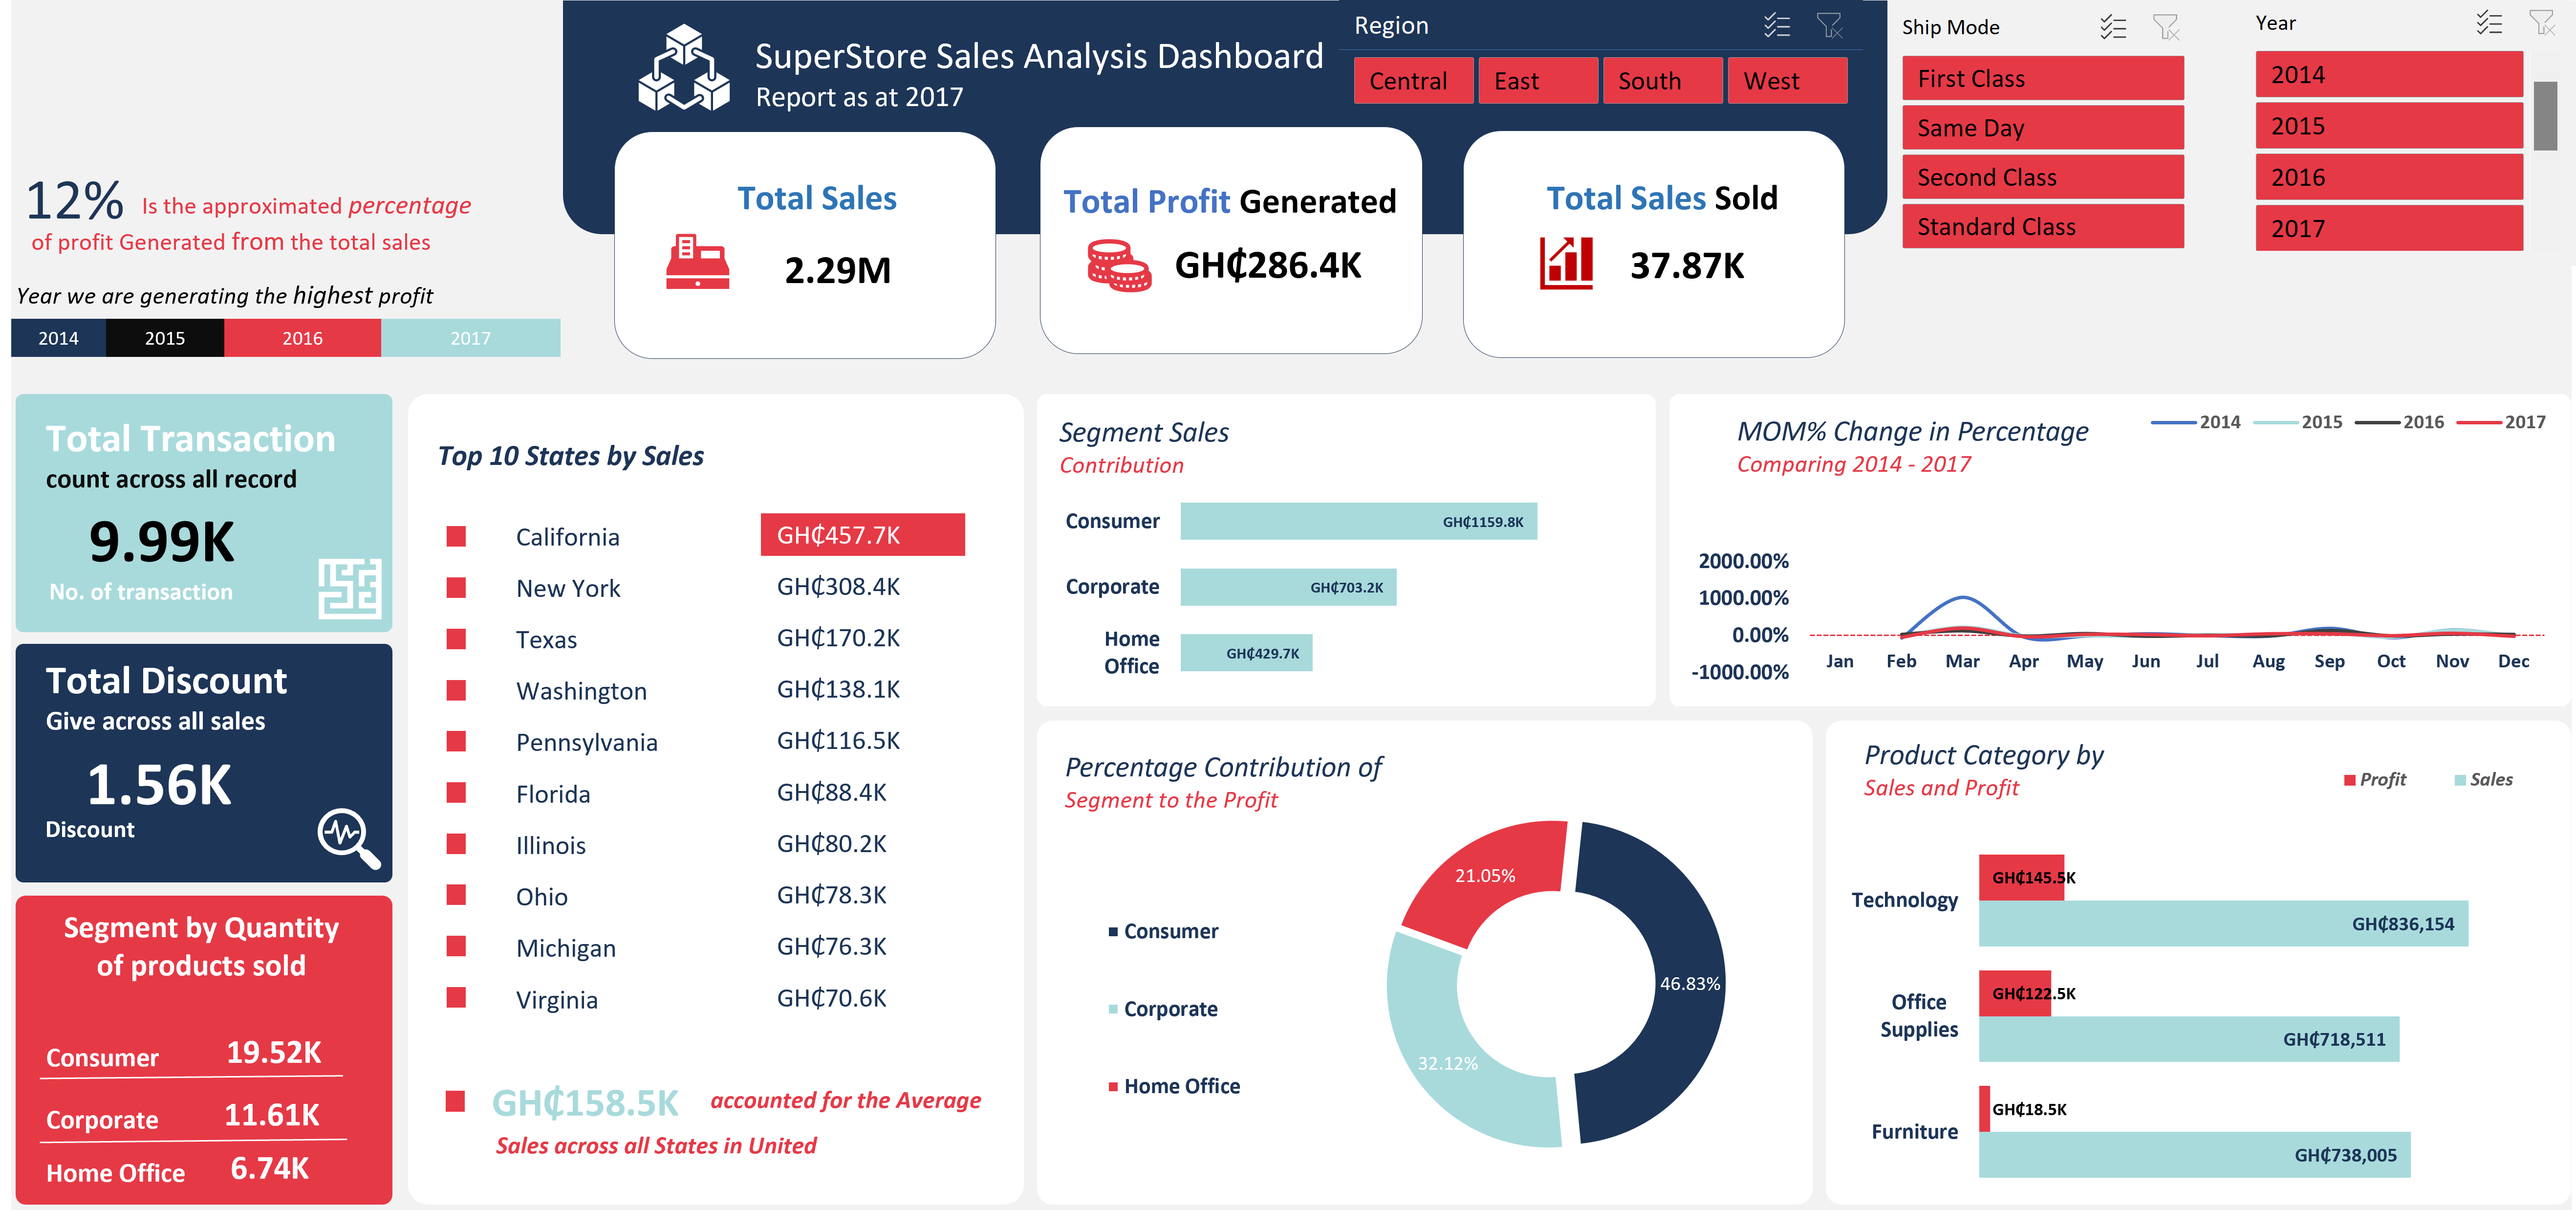 SuperStore Sales Analysis Dashboard
Report as at 2017
Region
Central
East
South
West
Ship Mode
First Class
Same Day
Second Class
Standard Class
Year
2014
2015
2016
2017
12% Is the approximated percentage
of profit Generated from the total sales
Year we are generating the highest profit
2014
2015
2016
2017
Total Sales
2.29M
Total Profit Generated
GH₵286.4K
Total Sales Sold
37.87K
Total Transaction
count across all record
9.99K
No. of transaction
Total Discount
Give across all sales
1.56K
Discount
Segment by Quantity
of products sold
Consumer 19.52K
Corporate 11.61K
Home Office 6.74K
Top 10 States by Sales
California GH₵457.7K
New York GH₵308.4K
Texas GH₵170.2K
Washington GH₵138.1K
Pennsylvania GH₵116.5K
Florida GH₵88.4K
Illinois GH₵80.2K
Ohio GH₵78.3K
Michigan GH₵76.3K
Virginia GH₵70.6K
GH₵158.5K accounted for the Average
Sales across all States in United
Segment Sales
Contribution
Consumer GH₵1159.8K
Corporate GH₵703.2K
Home
Office
GH₵429.7K
MOM% Change in Percentage
Comparing 2014 - 2017
2014 2015 2016 2017
2000.00%
1000.00%
0.00%
-1000.00%
Jan Feb Mar Apr May Jun Jul Aug Sep Oct Nov Dec
Percentage Contribution of
Segment to the Profit
Consumer
Corporate
Home Office
21.05%
46.83%
32.12%
Product Category by
Sales and Profit
Profit Sales
Technology
GH₵145.5K
GH₵836,154
Office
Supplies
GH₵122.5K
GH₵718,511
Furniture
GH₵18.5K
GH₵738,005